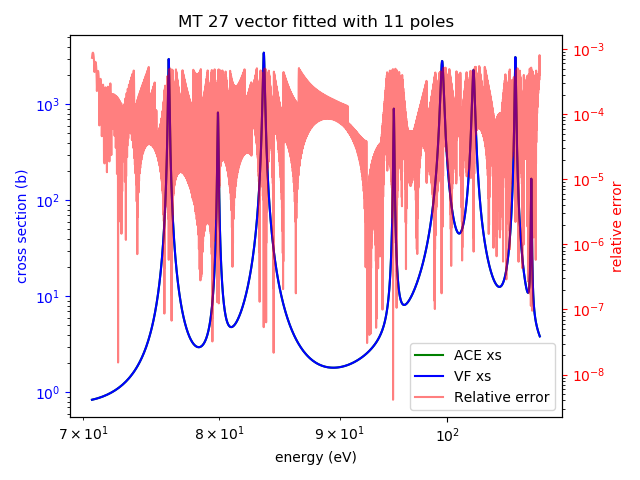 MT 27 vector fitted with 11 poles
10³
10²
10¹
10⁰
cross section (b)
10⁻³
10⁻⁴
10⁻⁵
10⁻⁶
10⁻⁷
10⁻⁸
relative error
ACE xs
VF xs
Relative error
7 × 10¹ 8 × 10¹ 9 × 10¹ 10²
energy (eV)